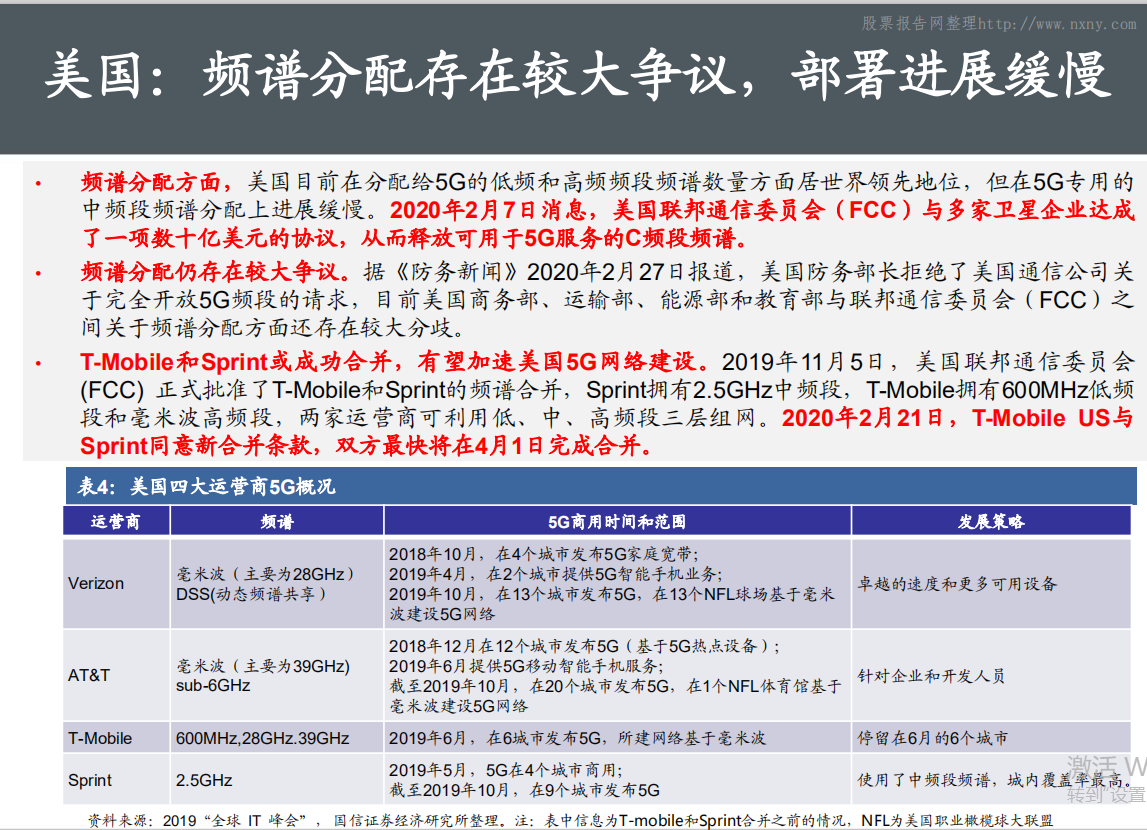 股票报告网整理http://www.nxny.com
美国：频谱分配存在较大争议，部署进展缓慢
• 频谱分配方面，美国目前在分配给5G的低频和高频频段频谱数量方面居世界领先地位，但在5G专用的
中频段频谱分配上进展缓慢。2020年2月7日消息，美国联邦通信委员会（FCC）与多家卫星企业达成
了一项数十亿美元的协议，从而释放可用于5G服务的C频段频谱。
• 频谱分配仍存在较大争议。据《防务新闻》2020年2月27日报道，美国防务部长拒绝了美国通信公司关
于完全开放5G频段的请求，目前美国商务部、运输部、能源部和教育部与联邦通信委员会（FCC）之
间关于频谱分配方面还存在较大分歧。
• T-Mobile和Sprint或成功合并，有望加速美国5G网络建设。2019年11月5日，美国联邦通信委员会
(FCC) 正式批准了T-Mobile和Sprint的频谱合并，Sprint拥有2.5GHz中频段，T-Mobile拥有600MHz低频
段和毫米波高频段，两家运营商可利用低、中、高频段三层组网。2020年2月21日，T-Mobile US与
Sprint同意新合并条款，双方最快将在4月1日完成合并。
表4：美国四大运营商5G概况
运营商 频谱 5G商用时间和范围 发展策略
2018年10月，在4个城市发布5G家庭宽带；
Verizon 毫米波（主要为28GHz） 2019年4月，在2个城市提供5G智能手机业务； 卓越的速度和更多可用设备
DSS(动态频谱共享） 2019年10月，在13个城市发布5G，在13个NFL球场基于毫米
波建设5G网络
2018年12月在12个城市发布5G（基于5G热点设备）；
AT&T 毫米波（主要为39GHz) 2019年6月提供5G移动智能手机服务； 针对企业和开发人员
sub-6GHz 截至2019年10月，在20个城市发布5G，在1个NFL体育馆基于
毫米波建设5G网络
T-Mobile 600MHz,28GHz.39GHz 2019年6月，在6城市发布5G，所建网络基于毫米波 停留在6月的6个城市
Sprint 2.5GHz 2019年5月，5G在4个城市商用； 使用了中频段频谱，城内覆盖率最高。
截至2019年10月，在9个城市发布5G
激活 W
转到"设置
资料来源：2019“全球 IT 峰会”，国信证券经济研究所整理。注：表中信息为T-mobile和Sprint合并之前的情况，NFL为美国职业橄榄球大联盟